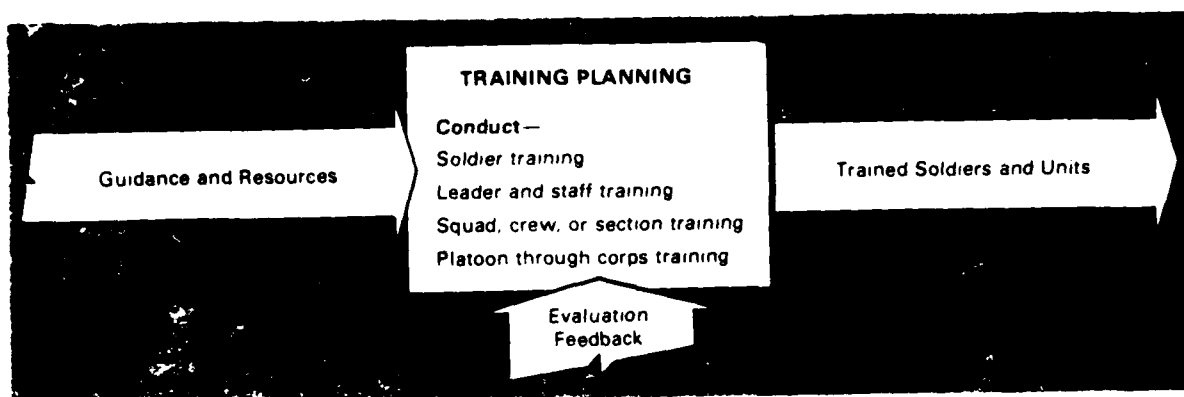 Guidance and Resources
TRAINING PLANNING
Conduct—
Soldier training
Leader and staff training
Squad, crew, or section training
Platoon through corps training
Evaluation
Feedback
Trained Soldiers and Units